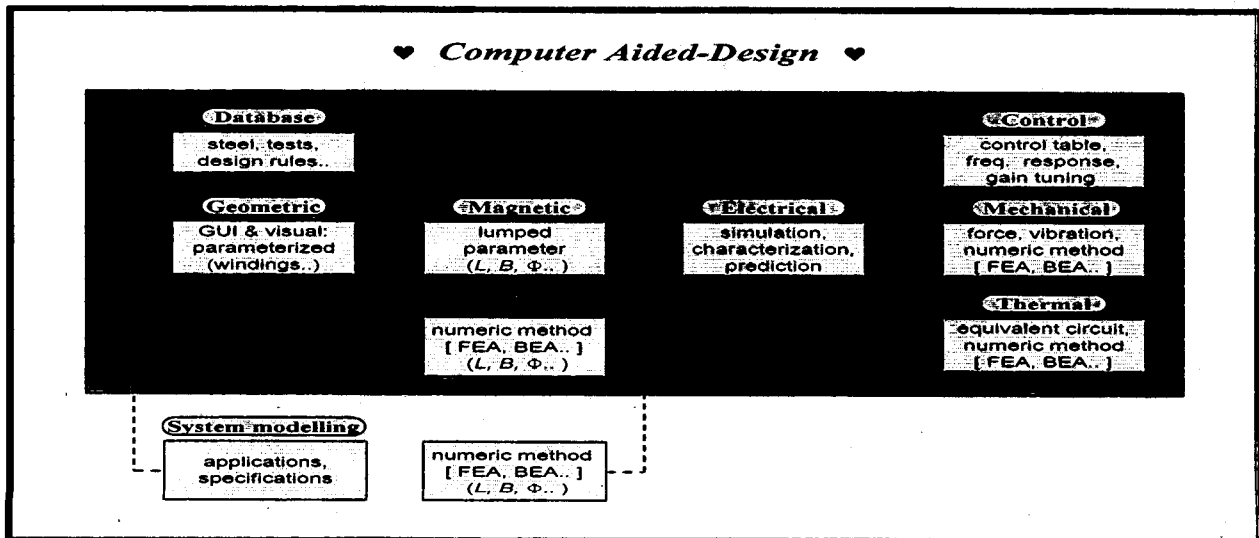 ♥ Computer Aided-Design ♥
Database
steel, tests,
design rules..
Geometric
GUI & visual:
parameterized
(windings..)
Magnetic
lumped
parameter
(L, B, Φ..)
numeric method
[ FEA, BEA.. ]
(L, B, Φ.. )
Electrical
simulation,
characterization,
prediction
Control
control table,
freq. response,
gain tuning
Mechanical
force, vibration,
numeric method
[ FEA, BEA.. ]
Thermal
equivalent circuit,
numeric method
[ FEA, BEA.. ]
System modelling
applications,
specifications
numeric method
[ FEA, BEA.. ]
(L, B, Φ.. )